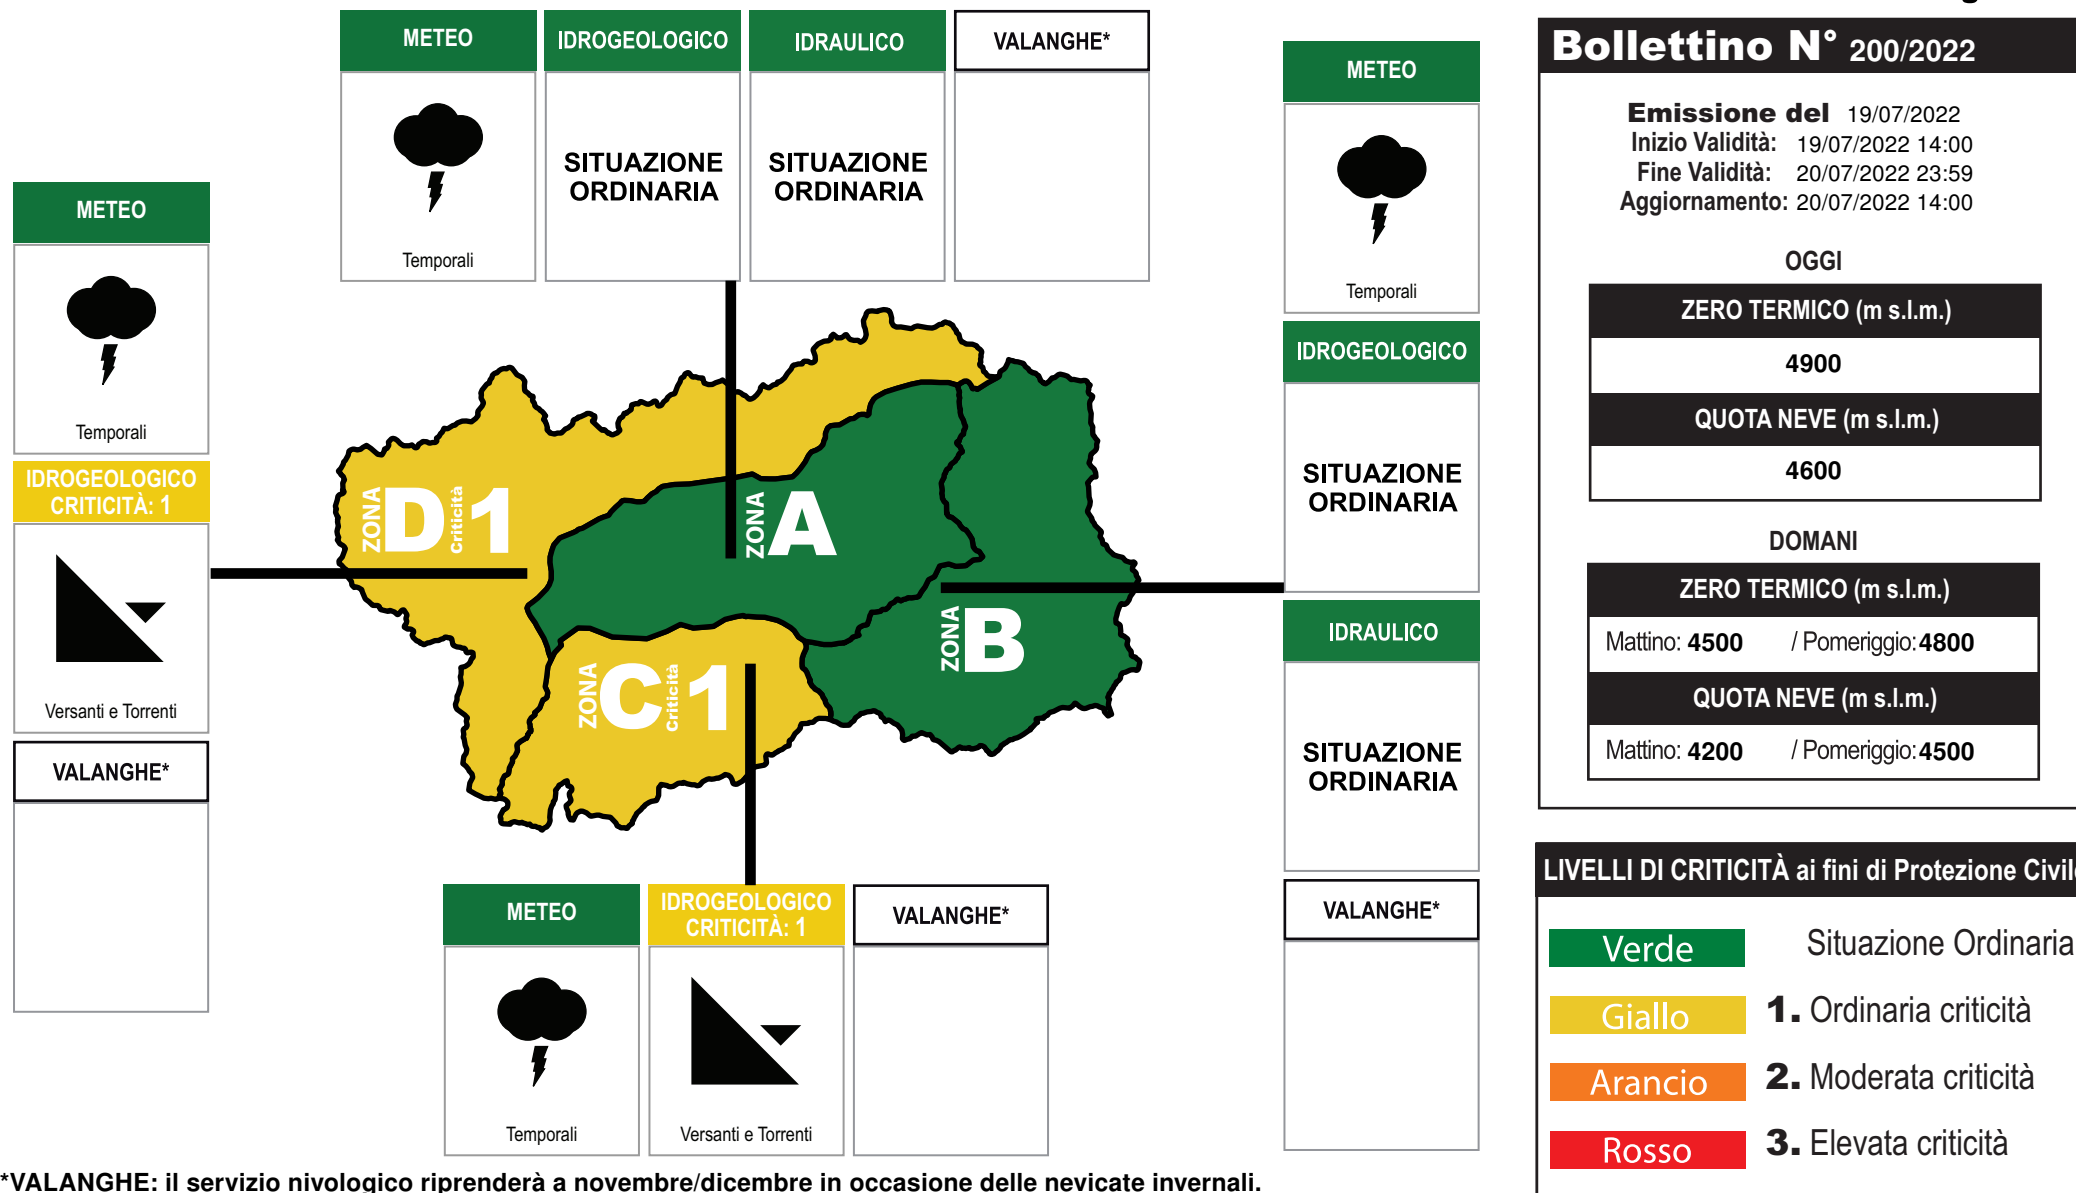 METEO
IDROGEOLOGICO
IDRAULICO
VALANGHE*
Temporali
SITUAZIONE
ORDINARIA
SITUAZIONE
ORDINARIA
METEO
Temporali
IDROGEOLOGICO
CRITICITÀ: 1
Versanti e Torrenti
VALANGHE*
ZONA D Criticità 1
ZONA A
ZONA B
ZONA C Criticità 1
METEO
Temporali
IDROGEOLOGICO
SITUAZIONE
ORDINARIA
IDRAULICO
SITUAZIONE
ORDINARIA
VALANGHE*
METEO
IDROGEOLOGICO
CRITICITÀ: 1
VALANGHE*
Temporali
Versanti e Torrenti
*VALANGHE: il servizio nivologico riprenderà a novembre/dicembre in occasione delle nevicate invernali.
Bollettino N° 200/2022
Emissione del 19/07/2022
Inizio Validità: 19/07/2022 14:00
Fine Validità: 20/07/2022 23:59
Aggiornamento: 20/07/2022 14:00
OGGI
ZERO TERMICO (m s.l.m.)
4900
QUOTA NEVE (m s.l.m.)
4600
DOMANI
ZERO TERMICO (m s.l.m.)
Mattino: 4500 / Pomeriggio: 4800
QUOTA NEVE (m s.l.m.)
Mattino: 4200 / Pomeriggio: 4500
LIVELLI DI CRITICITÀ ai fini di Protezione Civile
Verde Situazione Ordinaria
Giallo 1. Ordinaria criticità
Arancio 2. Moderata criticità
Rosso 3. Elevata criticità